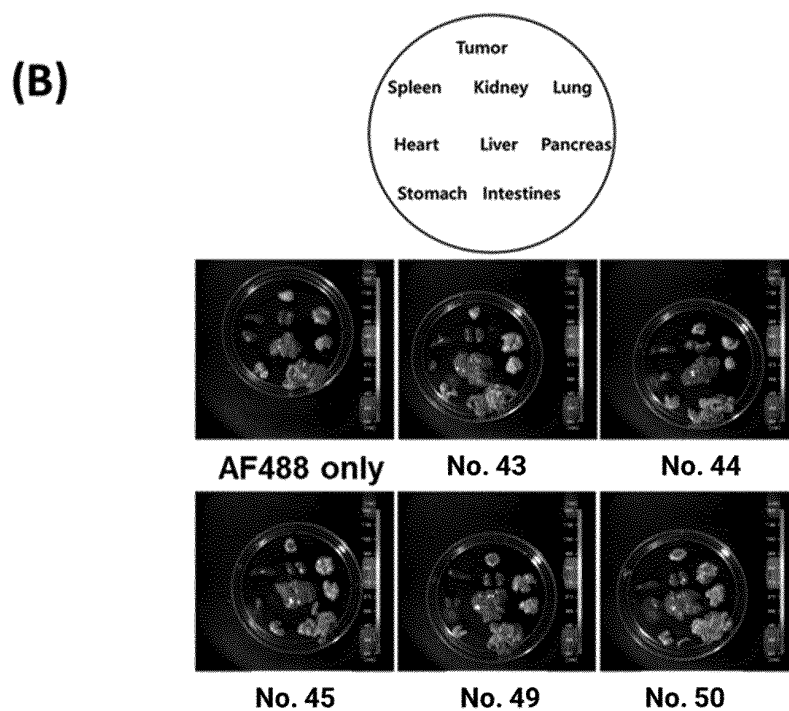 (B)
Tumor
Spleen Kidney Lung
Heart Liver Pancreas
Stomach Intestines
AF488 only No. 43 No. 44
No. 45 No. 49 No. 50